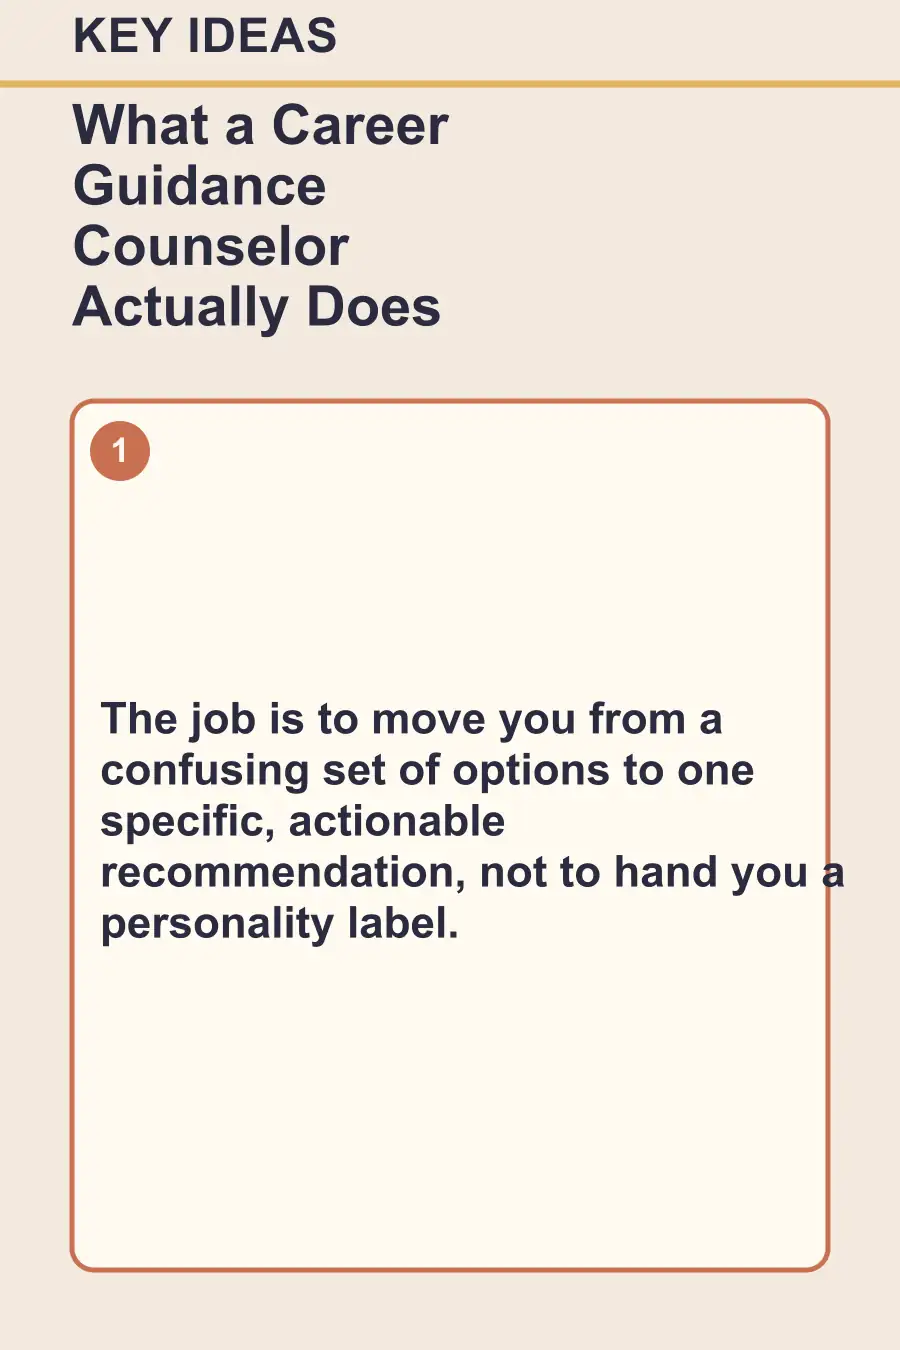 KEY IDEAS
What a Career
Guidance
Counselor
Actually Does
1
The job is to move you from a
confusing set of options to one
specific, actionable
recommendation, not to hand you a
personality label.